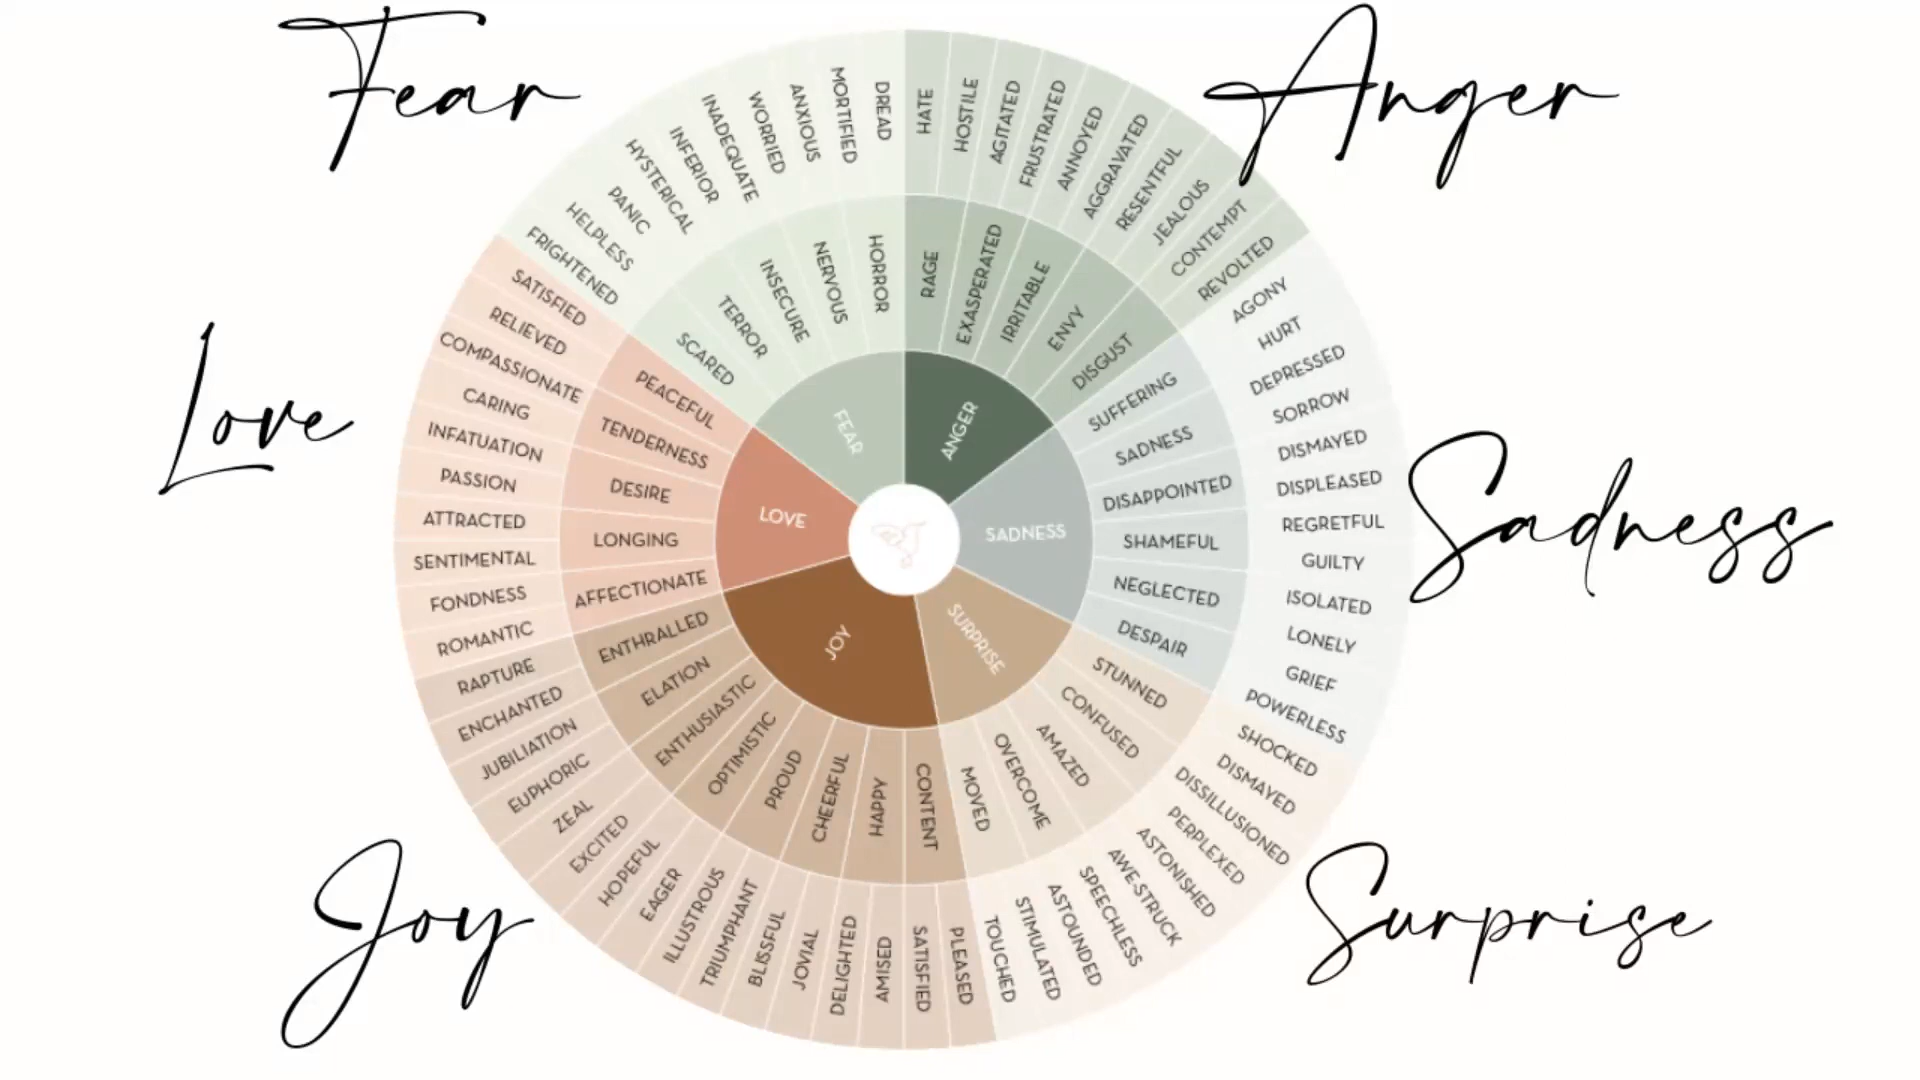 Fear
Anger
Love
Sadness
Joy
Surprise
FEAR
ANGER
SADNESS
SURPRISE
JOY
LOVE
HORROR
NERVOUS
INSECURE
TERROR
SCARED
RAGE
EXASPERATED
IRRITABLE
ENVY
DISGUST
SUFFERING
SADNESS
DISAPPOINTED
SHAMEFUL
NEGLECTED
DESPAIR
STUNNED
CONFUSED
AMAZED
OVERCOME
MOVED
CONTENT
HAPPY
CHEERFUL
PROUD
OPTIMISTIC
ENTHUSIASTIC
ELATION
ENTHRALLED
AFFECTIONATE
LONGING
DESIRE
TENDERNESS
PEACEFUL
DREAD
MORTIFIED
ANXIOUS
WORRIED
INADEQUATE
INFERIOR
HYSTERICAL
PANIC
HELPLESS
FRIGHTENED
HATE
HOSTILE
AGITATED
FRUSTRATED
ANNOYED
AGGRAVATED
RESENTFUL
JEALOUS
CONTEMPT
REVOLTED
AGONY
HURT
DEPRESSED
SORROW
DISMAYED
DISPLEASED
REGRETFUL
GUILTY
ISOLATED
LONELY
GRIEF
POWERLESS
SHOCKED
DISMAYED
DISSILLUSIONED
PERPLEXED
ASTONISHED
AWE-STRUCK
SPEECHLESS
ASTOUNDED
STIMULATED
TOUCHED
PLEASED
SATISFIED
AMISED
DELIGHTED
JOVIAL
BLISSFUL
TRIUMPHANT
ILLUSTROUS
EAGER
HOPEFUL
EXCITED
ZEAL
EUPHORIC
JUBILIATION
ENCHANTED
RAPTURE
ROMANTIC
FONDNESS
SENTIMENTAL
ATTRACTED
PASSION
INFATUATION
CARING
COMPASSIONATE
RELIEVED
SATISFIED